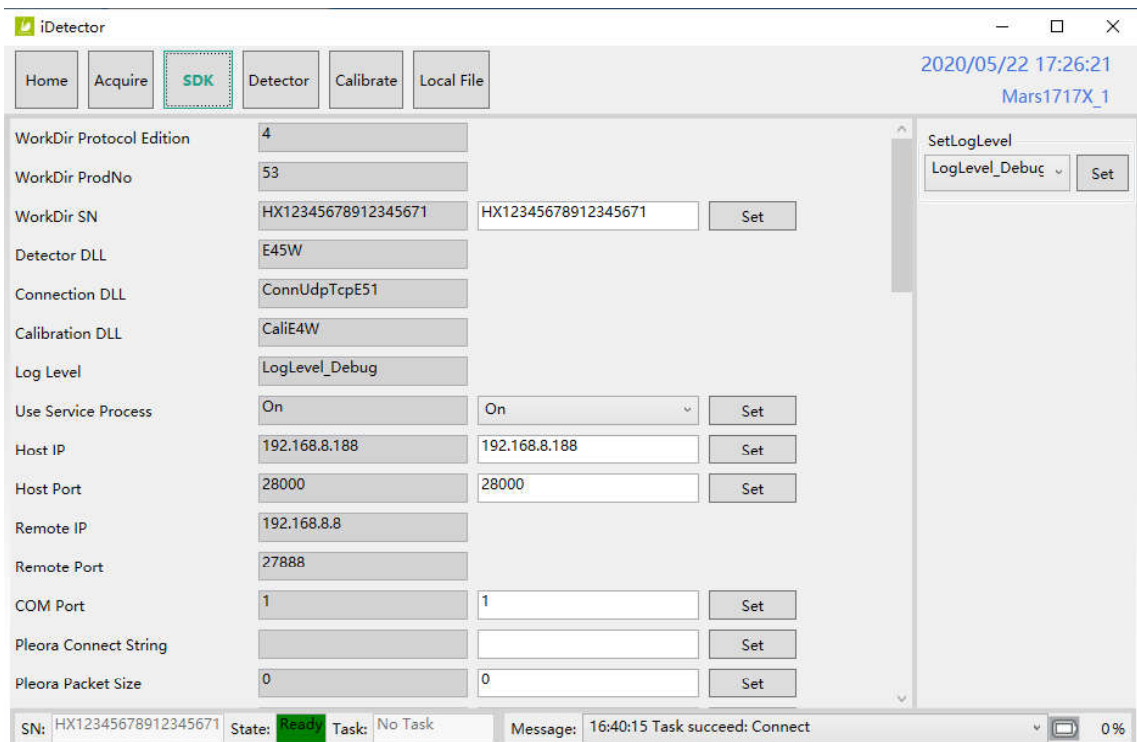 iDetector
Home Acquire SDK Detector Calibrate Local File
2020/05/22 17:26:21
Mars1717X_1
WorkDir Protocol Edition 4
WorkDir ProdNo 53
WorkDir SN HX12345678912345671 HX12345678912345671 Set
Detector DLL E45W
Connection DLL ConnUdpTcpE51
Calibration DLL CaliE4W
Log Level LogLevel_Debug
Use Service Process On On Set
Host IP 192.168.8.188 192.168.8.188 Set
Host Port 28000 28000 Set
Remote IP 192.168.8.8
Remote Port 27888
COM Port 1 1 Set
Pleora Connect String Set
Pleora Packet Size 0 0 Set
SetLogLevel
LogLevel_Debug Set
SN: HX12345678912345671 State: Ready Task: No Task Message: 16:40:15 Task succeed: Connect 0%